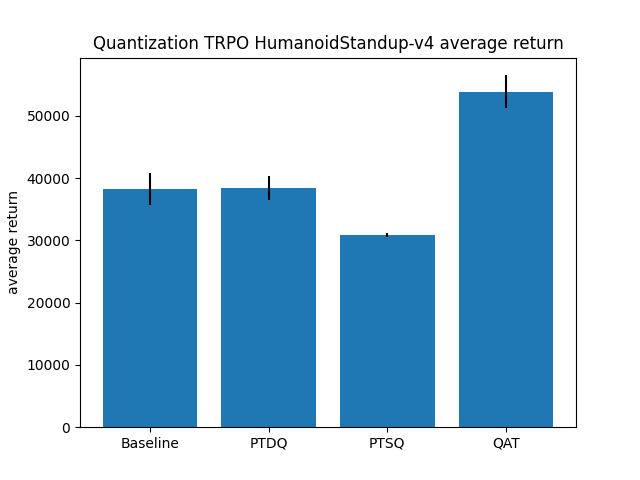 Quantization TRPO HumanoidStandup-v4 average return
average return
50000
40000
30000
20000
10000
0
Baseline PTDQ PTSQ QAT